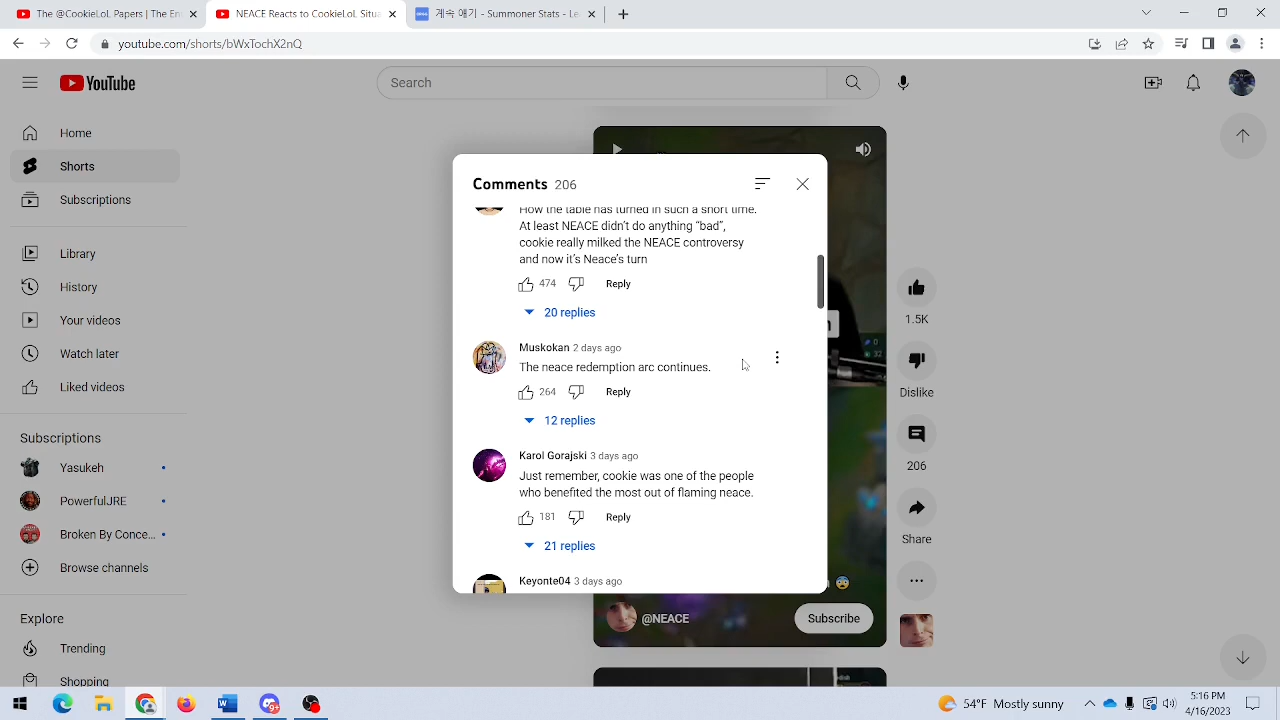 The @CookieLoL Papers | The En
NEACE Reacts to CookieLoL Situa
계국 얘기 - Summoner Stats - Le
youtube.com/shorts/bWxTochX2nQ
YouTube
Search
Home
Shorts
Subscriptions
Library
History
Your videos
Watch later
Liked videos
Subscriptions
Yasukeh
PowerfulJRE
Broken By Conce...
Browse channels
Explore
Trending
Shopping
Comments 206
How the table has turned in such a short time.
At least NEACE didn't do anything “bad”,
cookie really milked the NEACE controversy
and now it's Neace's turn
474
Reply
20 replies
Muskokan 2 days ago
The neace redemption arc continues.
264
Reply
12 replies
Karol Gorajski 3 days ago
Just remember, cookie was one of the people
who benefited the most out of flaming neace.
181
Reply
21 replies
Keyonte04 3 days ago
@NEACE
Subscribe
1.5K
Dislike
206
Share
54°F Mostly sunny
5:16 PM
4/16/2023